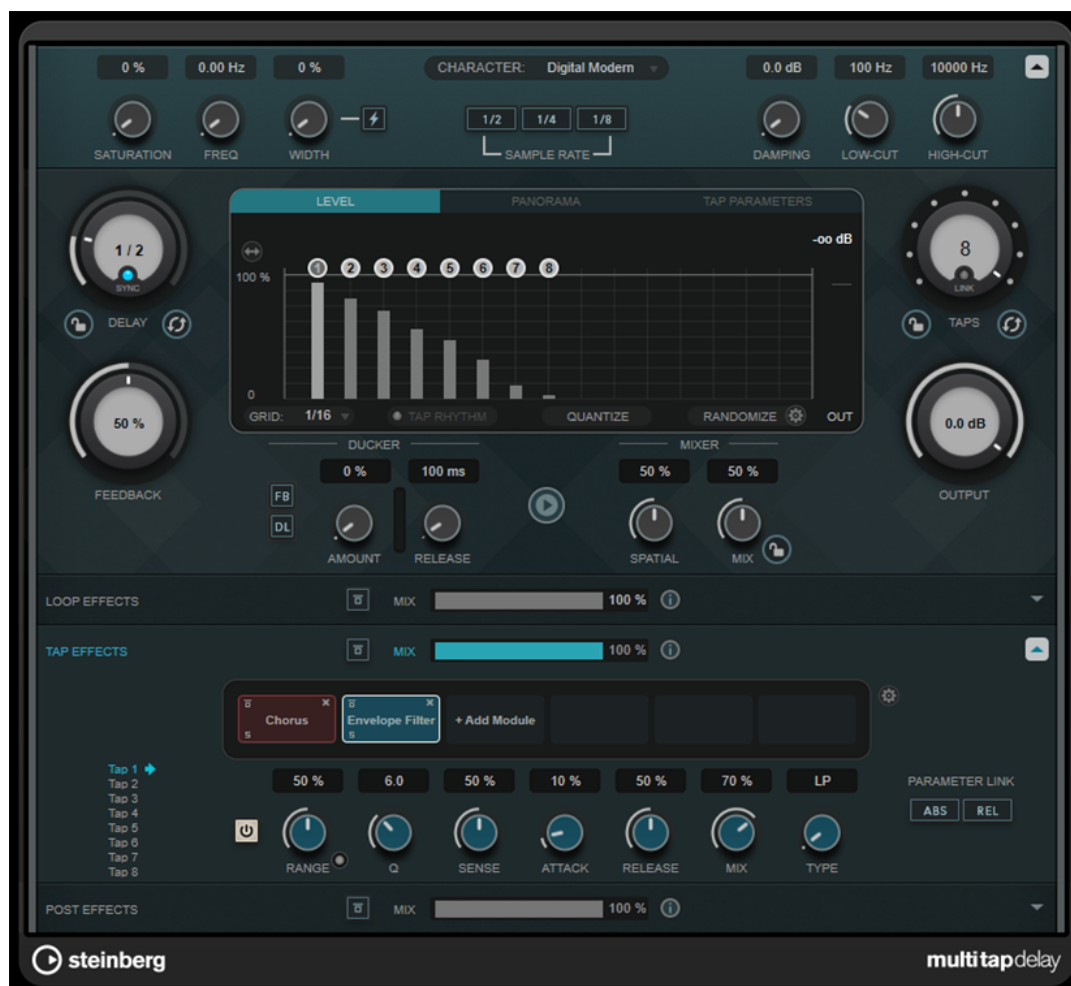 0 % 0.00 Hz 0 % CHARACTER: Digital Modern 0.0 dB 100 Hz 10000 Hz
1/2 1/4 1/8
SATURATION FREQ WIDTH SAMPLE RATE DAMPING LOW-CUT HIGH-CUT
LEVEL PANORAMA TAP PARAMETERS
-oo dB
1 / 2
SYNC
DELAY
8
LINK
TAPS
100 %
1 2 3 4 5 6 7 8
0
GRID: 1/16 TAP RHYTHM QUANTIZE RANDOMIZE OUT
50 %
FEEDBACK
0.0 dB
OUTPUT
DUCKER MIXER
0 % 100 ms 50 % 50 %
FB
DL
AMOUNT RELEASE SPATIAL MIX
LOOP EFFECTS MIX 100 %
TAP EFFECTS MIX 100 %
Chorus Envelope Filter + Add Module
S S
Tap 1
Tap 2
Tap 3
Tap 4
Tap 5
Tap 6
Tap 7
Tap 8
50 % 6.0 50 % 10 % 50 % 70 % LP
RANGE Q SENSE ATTACK RELEASE MIX TYPE
PARAMETER LINK
ABS REL
POST EFFECTS MIX 100 %
steinberg multitapdelay